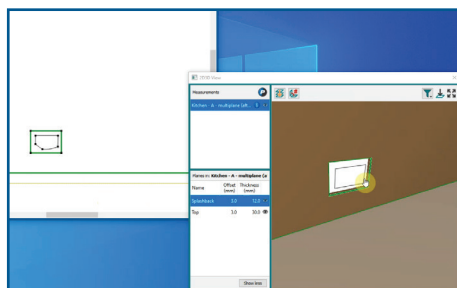 2D/3D View
Measurements
Kitchen - A - multiplane (aft.
Planes in: Kitchen - A - multiplane (a
Name Offset (mm) Thickness (mm)
Splashback 3.0 12.0
Top 3.0 30.0
Show less